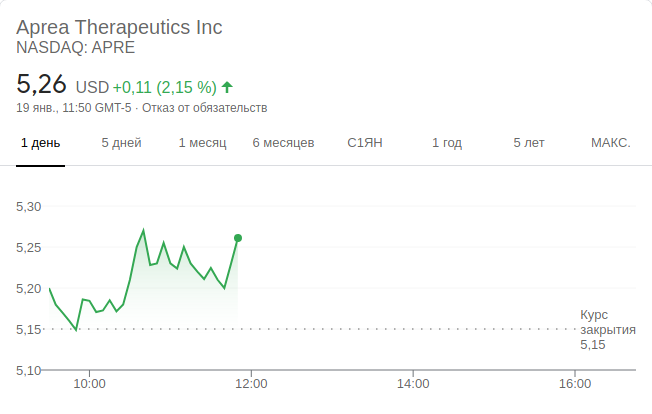 Aprea Therapeutics Inc
NASDAQ: APRE
5,26 USD +0,11 (2,15 %)
19 янв., 11:50 GMT-5 · Отказ от обязательств
1 день 5 дней 1 месяц 6 месяцев С1ЯН 1 год 5 лет МАКС.
5,30
5,25
5,20
5,15
5,10
Курс
закрытия
5,15
10:00 12:00 14:00 16:00